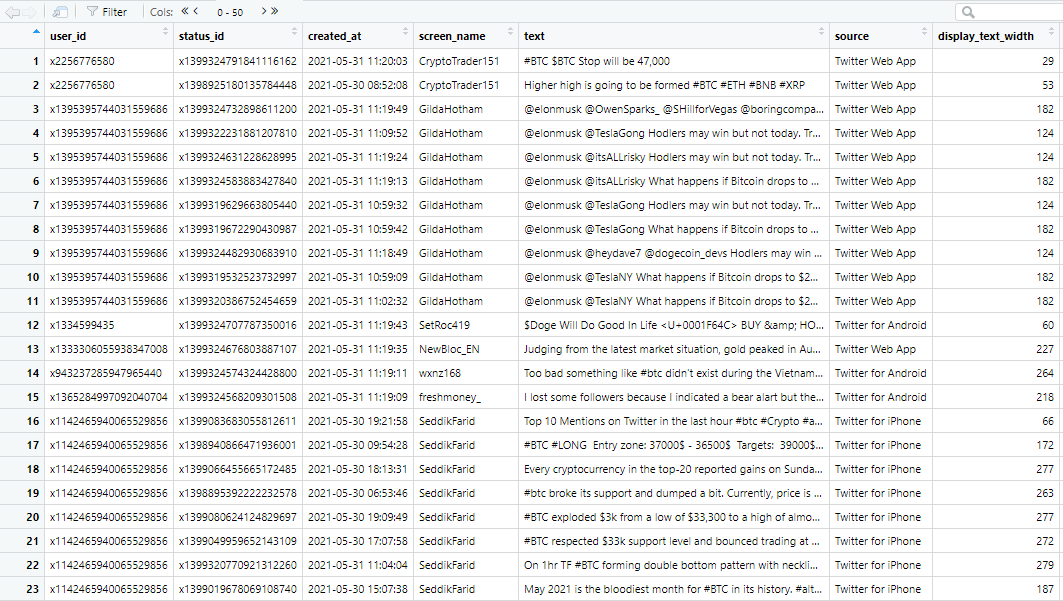 Filter Cols: « < 0 - 50 > »
user_id status_id created_at screen_name text source display_text_width
1 x2256776580 x1399324791841116162 2021-05-31 11:20:03 CryptoTrader151 #BTC $BTC Stop will be 47,000 Twitter Web App 29
2 x2256776580 x1398925180135784448 2021-05-30 08:52:08 CryptoTrader151 Higher high is going to be formed #BTC #ETH #BNB #XRP Twitter Web App 53
3 x1395395744031559686 x1399324732898611200 2021-05-31 11:19:49 GildaHotham @elonmusk @OwenSparks_ @SHillforVegas @boringcompa... Twitter Web App 182
4 x1395395744031559686 x1399322231881207810 2021-05-31 11:09:52 GildaHotham @elonmusk @TeslaGong Hodlers may win but not today. Tr... Twitter Web App 124
5 x1395395744031559686 x1399324631228628995 2021-05-31 11:19:24 GildaHotham @elonmusk @itsALLrisky Hodlers may win but not today. Tr... Twitter Web App 124
6 x1395395744031559686 x1399324583883427840 2021-05-31 11:19:13 GildaHotham @elonmusk @itsALLrisky What happens if Bitcoin drops to ... Twitter Web App 182
7 x1395395744031559686 x1399319629663805440 2021-05-31 10:59:32 GildaHotham @elonmusk @TeslaGong Hodlers may win but not today. Tr... Twitter Web App 124
8 x1395395744031559686 x1399319672290430987 2021-05-31 10:59:42 GildaHotham @elonmusk @TeslaGong What happens if Bitcoin drops to ... Twitter Web App 182
9 x1395395744031559686 x1399324482930683910 2021-05-31 11:18:49 GildaHotham @elonmusk @heydave7 @dogecoin_devs Hodlers may win ... Twitter Web App 124
10 x1395395744031559686 x1399319532523732997 2021-05-31 10:59:09 GildaHotham @elonmusk @TeslaNY What happens if Bitcoin drops to $2... Twitter Web App 182
11 x1395395744031559686 x1399320386752454659 2021-05-31 11:02:32 GildaHotham @elonmusk @TeslaNY What happens if Bitcoin drops to $2... Twitter Web App 182
12 x1334599435 x1399324707787350016 2021-05-31 11:19:43 SetRoc419 $Doge Will Do Good In Life <U+0001F64C> BUY &amp; HO... Twitter for Android 60
13 x1333306055938347008 x1399324676803887107 2021-05-31 11:19:35 NewBloc_EN Judging from the latest market situation, gold peaked in Au... Twitter Web App 227
14 x943237285947965440 x1399324574324428800 2021-05-31 11:19:11 wxnz168 Too bad something like #btc didn't exist during the Vietnam... Twitter for Android 264
15 x1365284997092040704 x1399324568209301508 2021-05-31 11:19:09 freshmoney_ I lost some followers because I indicated a bear alart but the... Twitter for Android 218
16 x1142465940065529856 x1399083683055812611 2021-05-30 19:21:58 SeddikFarid Top 10 Mentions on Twitter in the last hour #btc #Crypto #a... Twitter for iPhone 66
17 x1142465940065529856 x1398940866471936001 2021-05-30 09:54:28 SeddikFarid #BTC #LONG Entry zone: 37000$ - 36500$ Targets: 39000$... Twitter for iPhone 172
18 x1142465940065529856 x1399066455665172485 2021-05-30 18:13:31 SeddikFarid Every cryptocurrency in the top-20 reported gains on Sunda... Twitter for iPhone 277
19 x1142465940065529856 x1398895392222232578 2021-05-30 06:53:46 SeddikFarid #btc broke its support and dumped a bit. Currently, price is ... Twitter for iPhone 263
20 x1142465940065529856 x1399080624124829697 2021-05-30 19:09:49 SeddikFarid #BTC exploded $3k from a low of $33,300 to a high of almo... Twitter for iPhone 277
21 x1142465940065529856 x1399049959652143109 2021-05-30 17:07:58 SeddikFarid #BTC respected $33k support level and bounced trading at ... Twitter for iPhone 272
22 x1142465940065529856 x1399320770921312260 2021-05-31 11:04:04 SeddikFarid On 1hr TF #BTC forming double bottom pattern with neckli... Twitter for iPhone 279
23 x1142465940065529856 x1399019678069108740 2021-05-30 15:07:38 SeddikFarid May 2021 is the bloodiest month for #BTC in its history. #alt... Twitter for iPhone 187